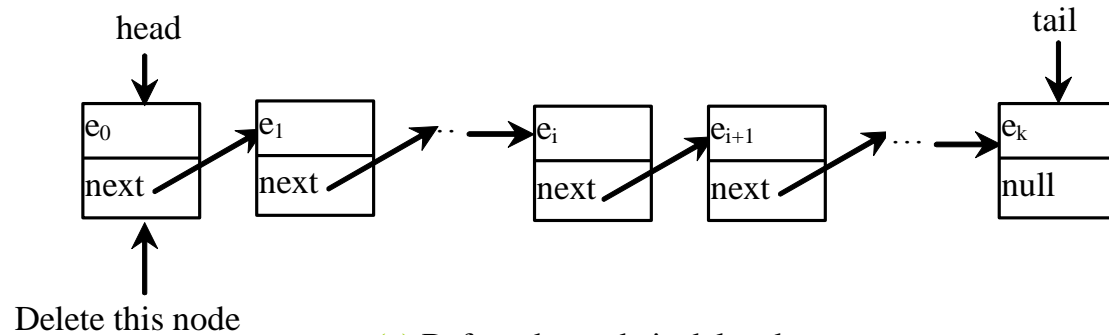 head
tail
e0
e1
ei
ei+1
ek
next
next
next
next
null
Delete this node